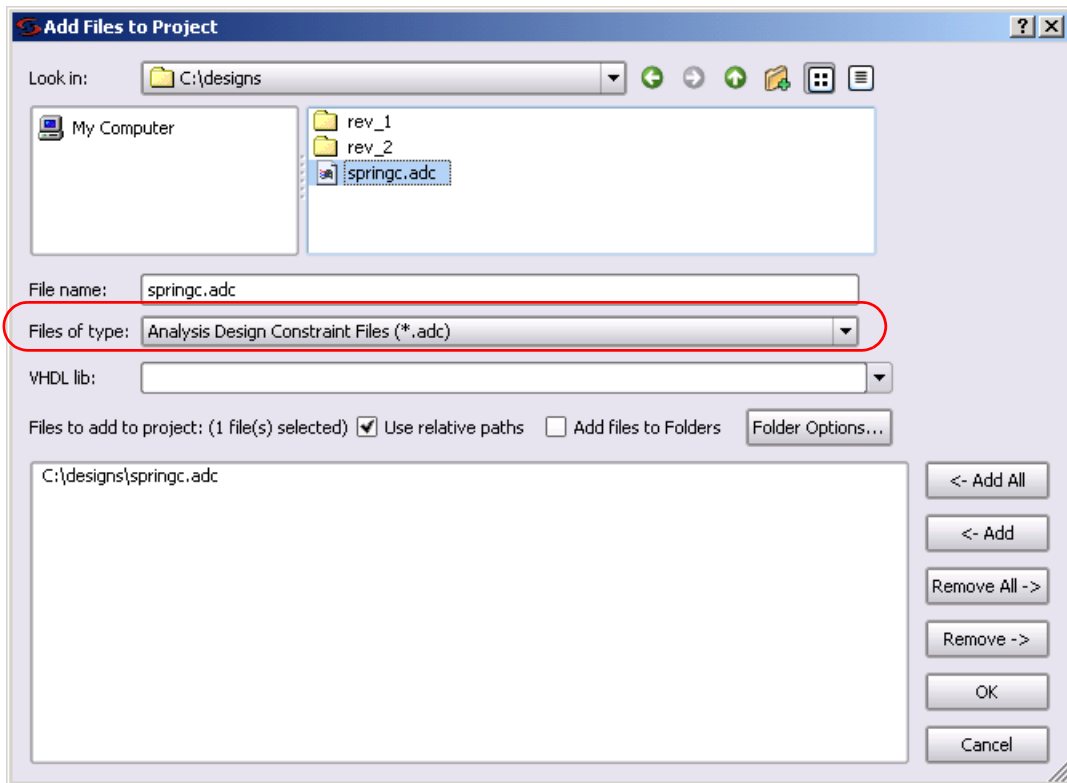 Add Files to Project
Look in: C:\designs
My Computer
rev_1
rev_2
springc.adc
File name: springc.adc
Files of type: Analysis Design Constraint Files (*.adc)
VHDL lib:
Files to add to project: (1 file(s) selected) Use relative paths Add files to Folders Folder Options...
C:\designs\springc.adc
<- Add All
<- Add
Remove All ->
Remove ->
OK
Cancel